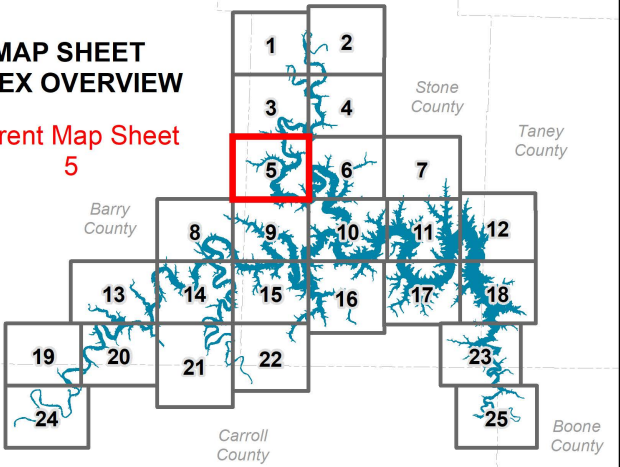 MAP SHEET
EX OVERVIEW
rent Map Sheet
5
1
2
Stone
County
3
4
Taney
County
5
6
7
Barry
County
8
9
10
11
12
13
14
15
16
17
18
19
20
21
22
23
24
25
Carroll
County
Boone
County